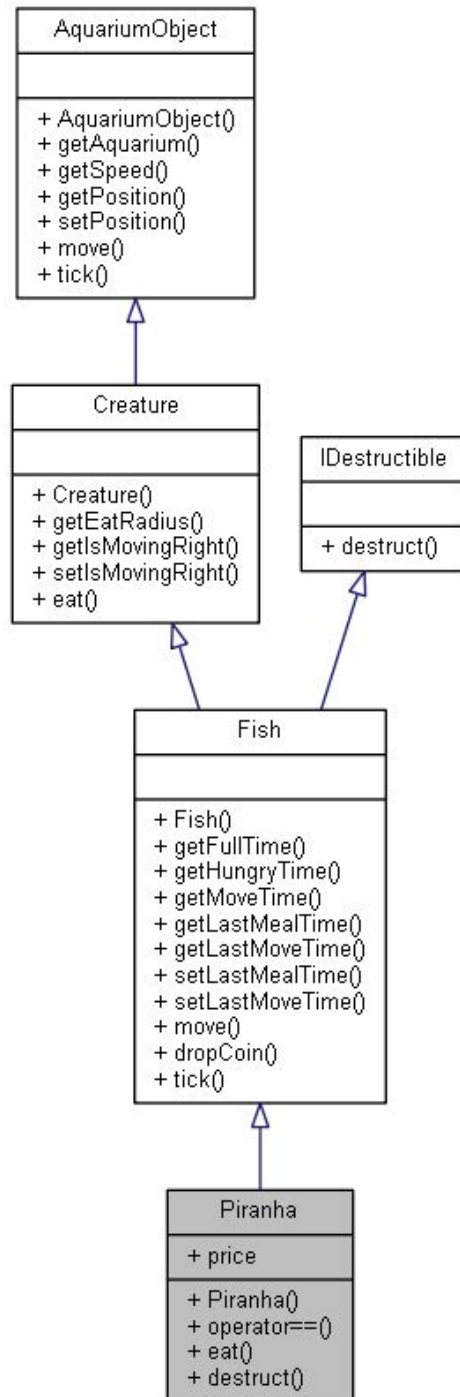 AquariumObject
+ AquariumObject()
+ getAquarium()
+ getSpeed()
+ getPosition()
+ setPosition()
+ move()
+ tick()
Creature
+ Creature()
+ getEatRadius()
+ getIsMovingRight()
+ setIsMovingRight()
+ eat()
IDestructible
+ destruct()
Fish
+ Fish()
+ getFullTime()
+ getHungryTime()
+ getMoveTime()
+ getLastMealTime()
+ getLastMoveTime()
+ setLastMealTime()
+ setLastMoveTime()
+ move()
+ dropCoin()
+ tick()
Piranha
+ price
+ Piranha()
+ operator==()
+ eat()
+ destruct()